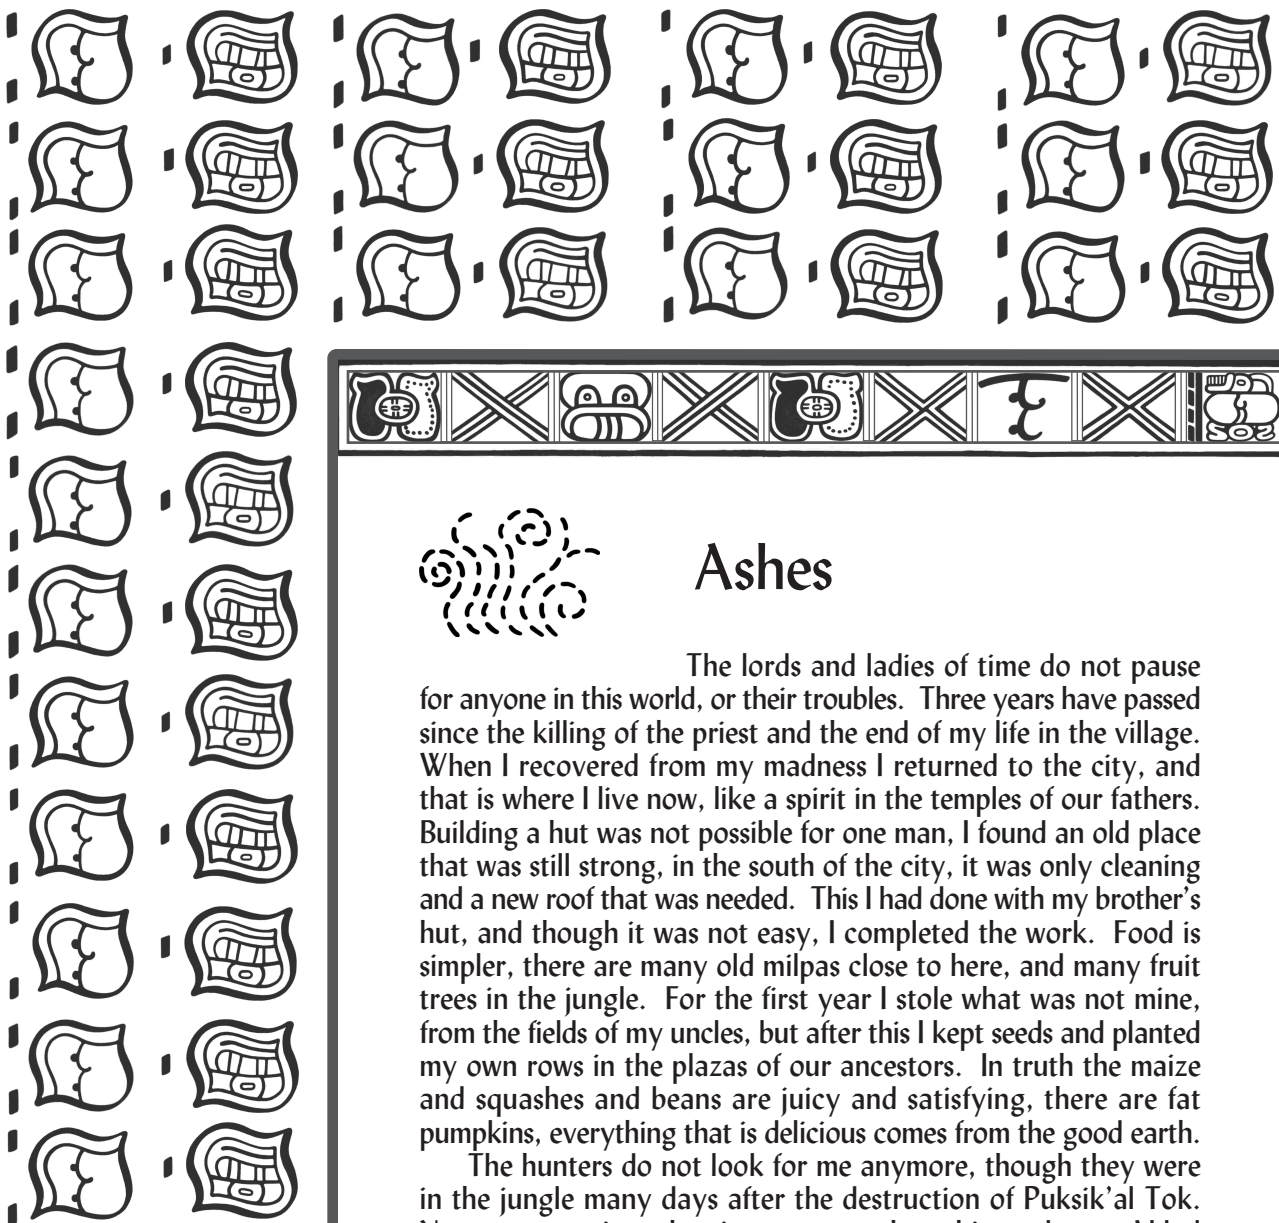 Ashes
The lords and ladies of time do not pause
for anyone in this world, or their troubles.  Three years have passed
since the killing of the priest and the end of my life in the village.
When I recovered from my madness I returned to the city, and
that is where I live now, like a spirit in the temples of our fathers.
Building a hut was not possible for one man, I found an old place
that was still strong, in the south of the city, it was only cleaning
and a new roof that was needed.  This I had done with my brother’s
hut, and though it was not easy, I completed the work.  Food is
simpler, there are many old milpas close to here, and many fruit
trees in the jungle.  For the first year I stole what was not mine,
from the fields of my uncles, but after this I kept seeds and planted
my own rows in the plazas of our ancestors.  In truth the maize
and squashes and beans are juicy and satisfying, there are fat
pumpkins, everything that is delicious comes from the good earth.
The hunters do not look for me anymore, though they were
in the jungle many days after the destruction of Puksik’al Tok.